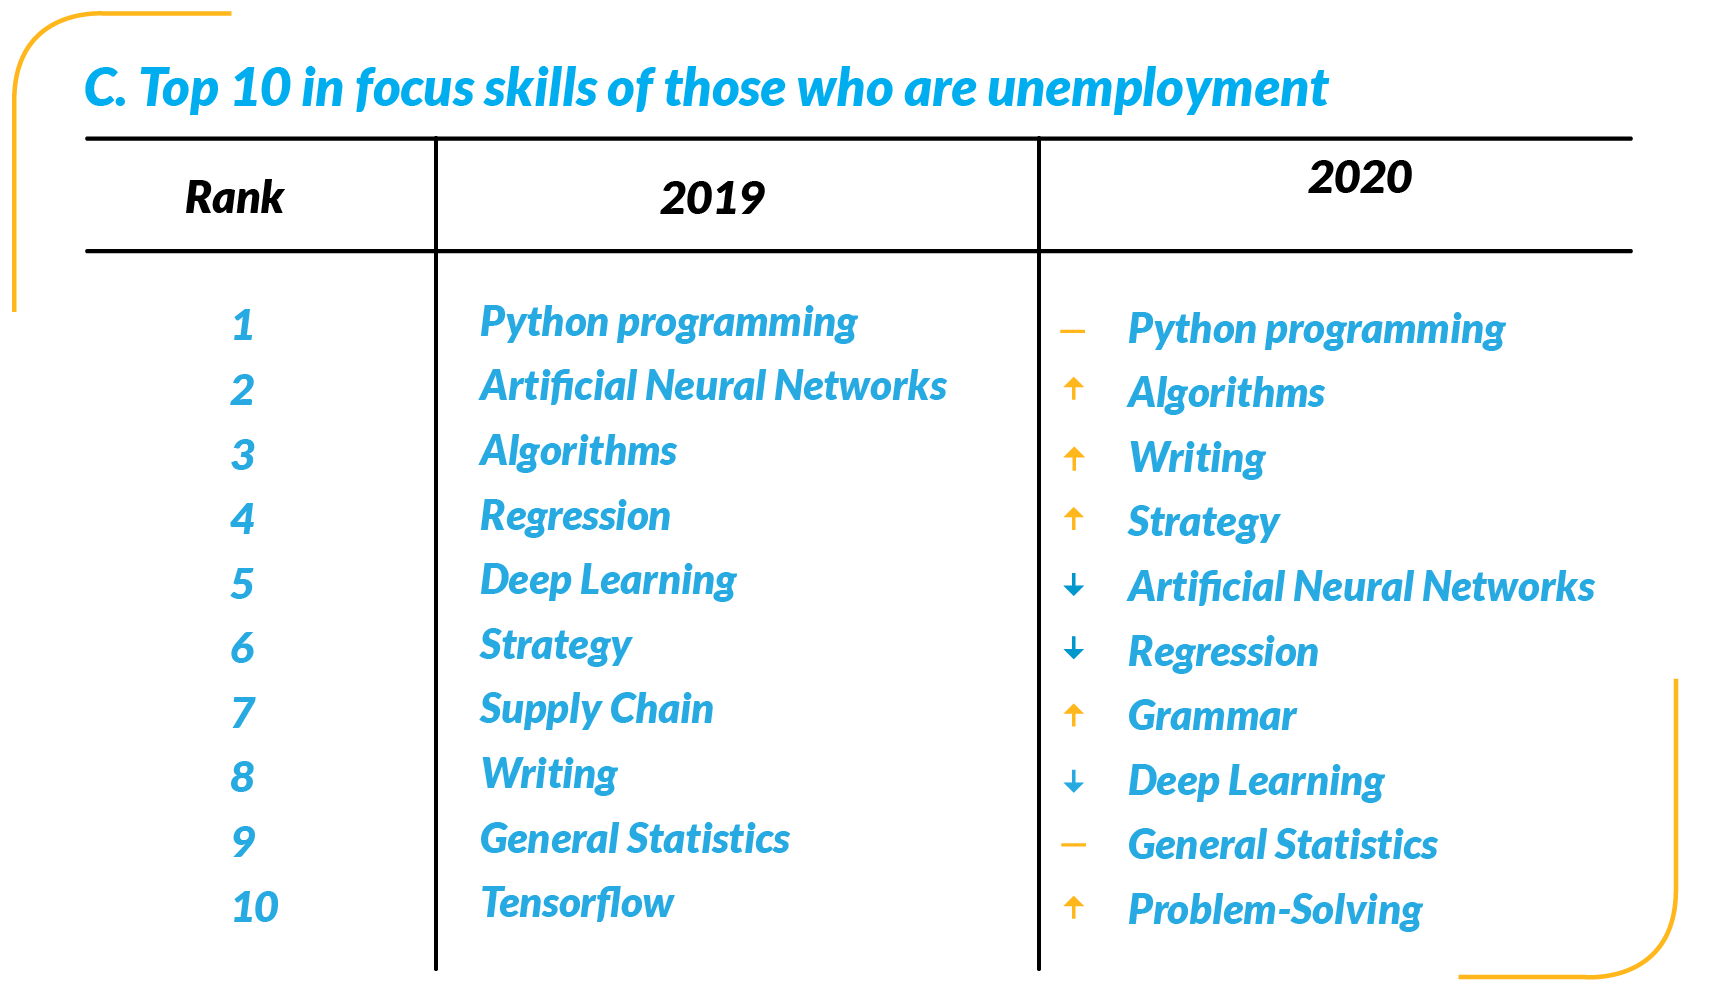 C. Top 10 in focus skills of those who are unemployment
Rank 2019 2020
1 Python programming – Python programming
2 Artificial Neural Networks ↑ Algorithms
3 Algorithms ↑ Writing
4 Regression ↑ Strategy
5 Deep Learning ↓ Artificial Neural Networks
6 Strategy ↓ Regression
7 Supply Chain ↑ Grammar
8 Writing ↓ Deep Learning
9 General Statistics – General Statistics
10 Tensorflow ↑ Problem-Solving